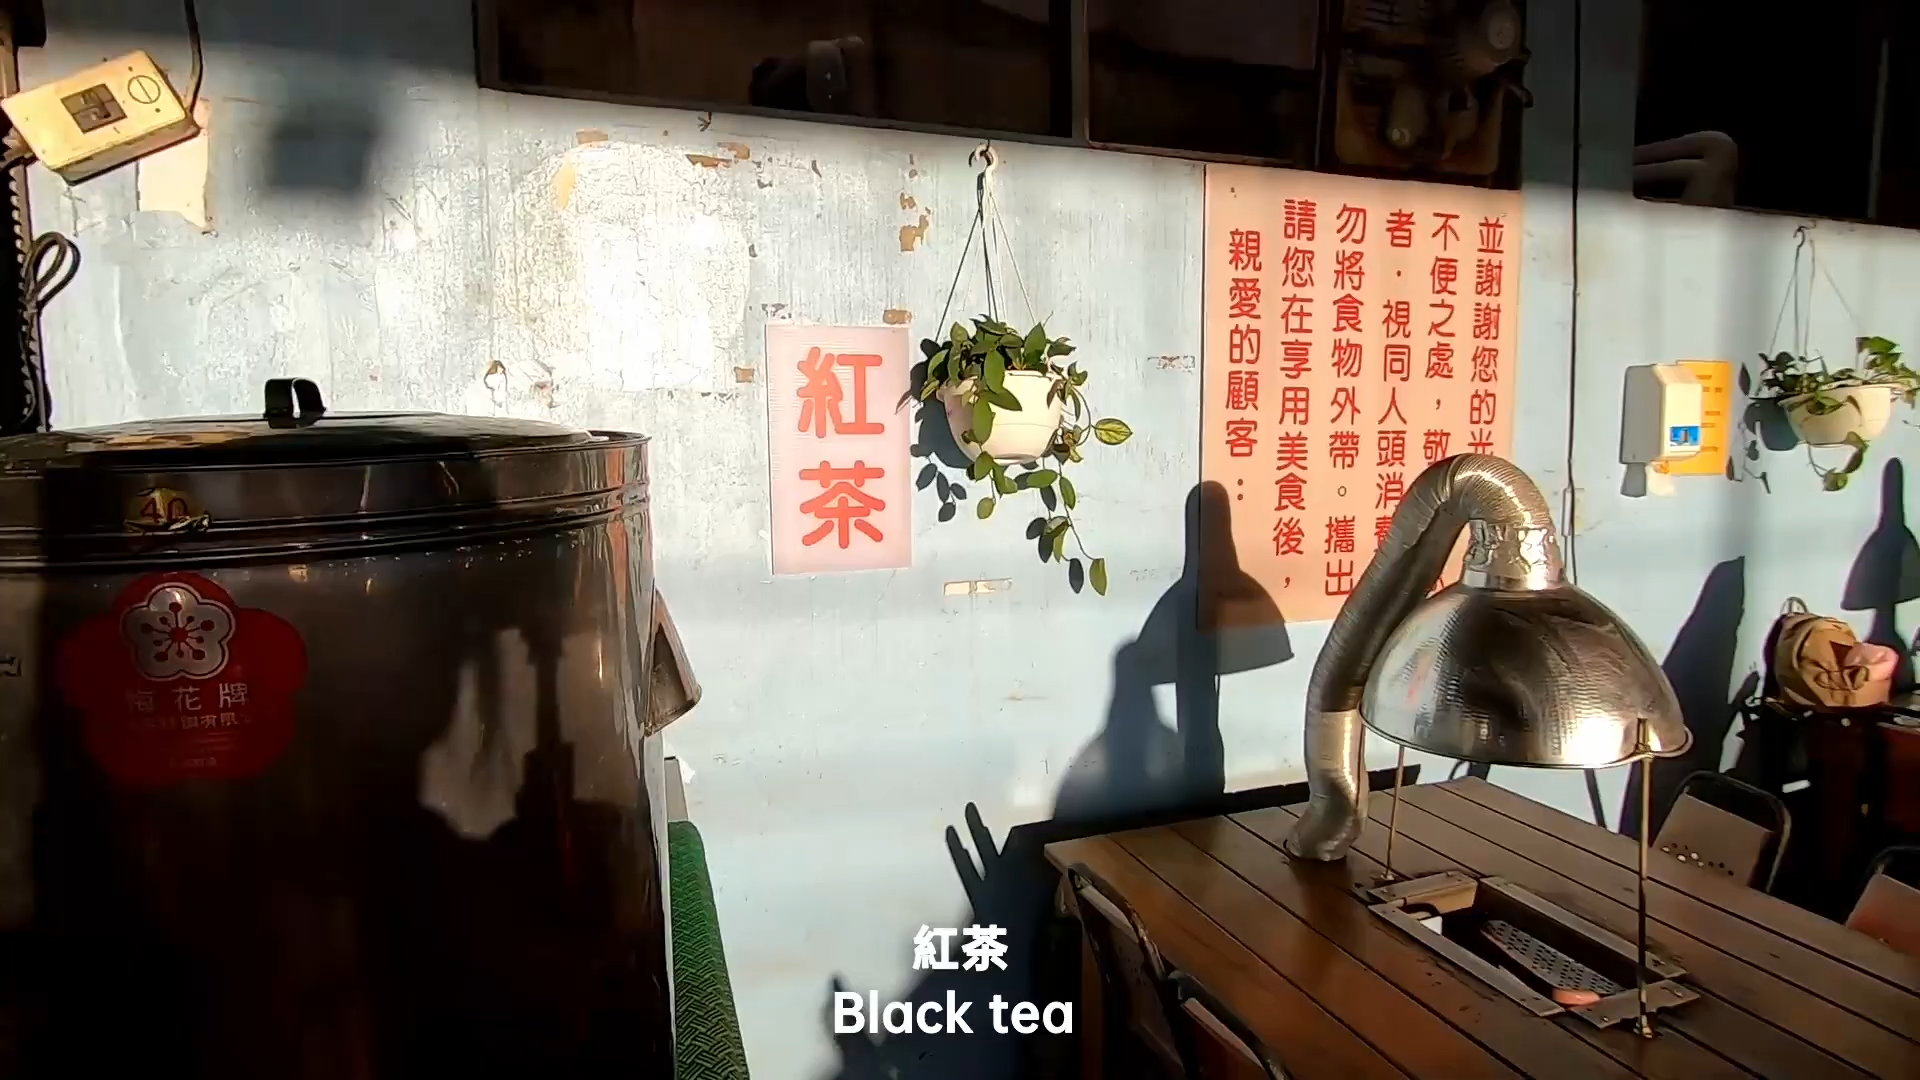 40
梅花牌
紅茶
親愛的顧客：
請您在享用美食後，
勿將食物外帶。攜出
者．視同人頭消費
不便之處，敬
並謝謝您的光
紅茶
Black tea